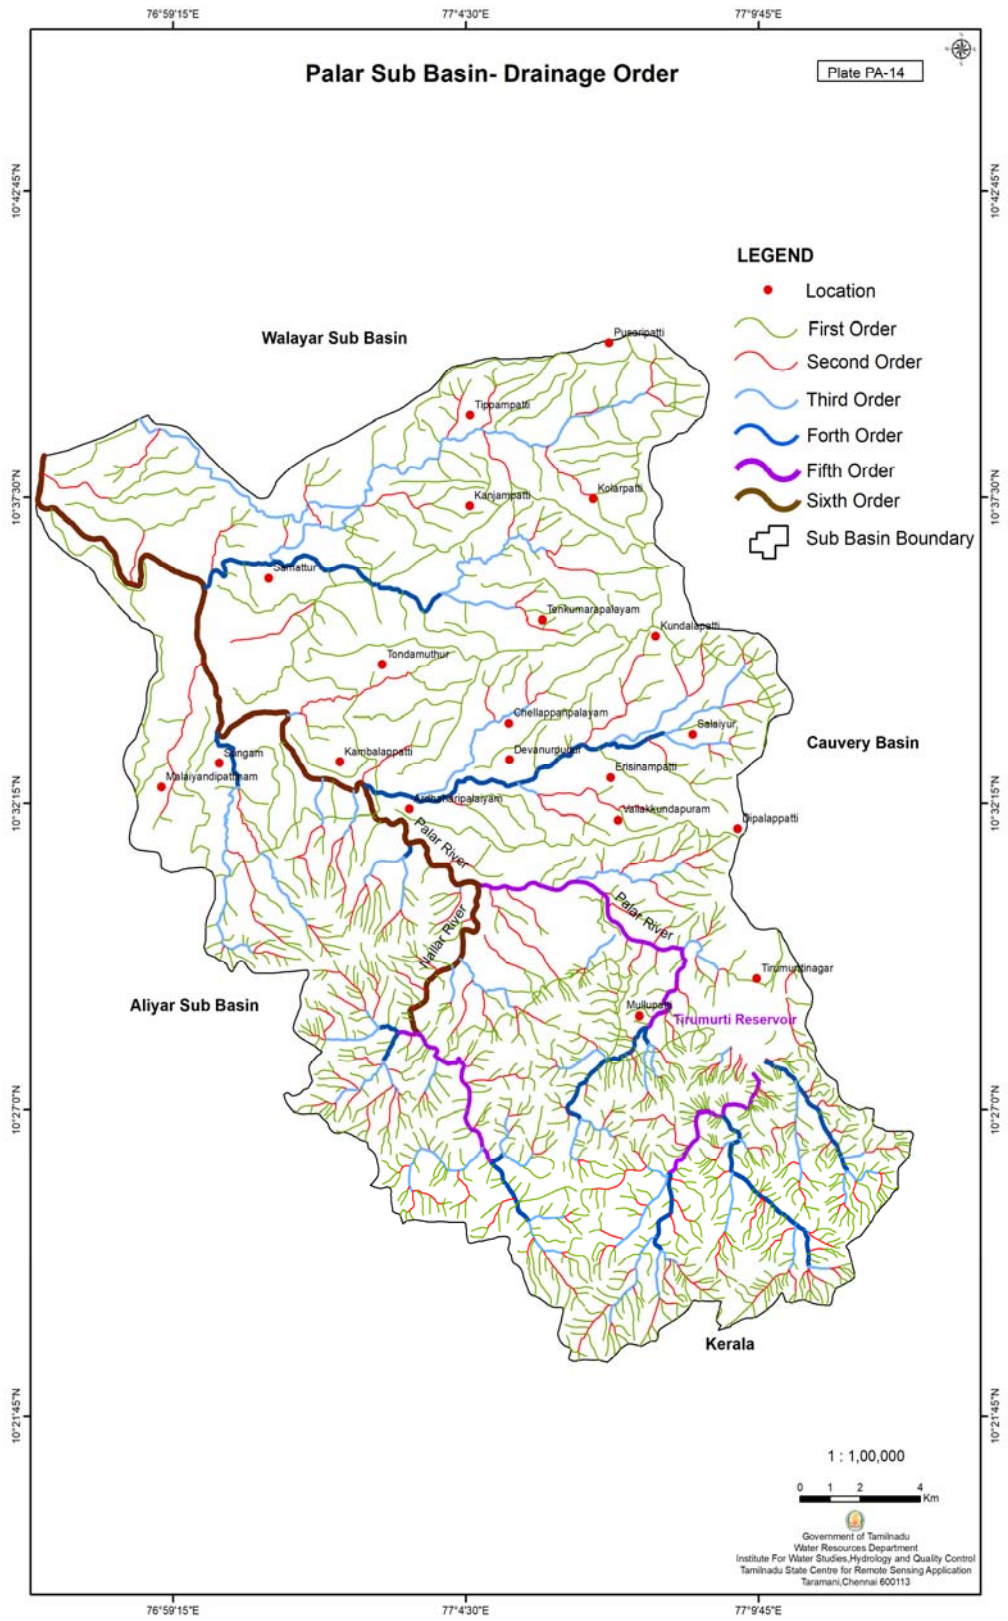 76°59'15"E
77°4'30"E
77°9'45"E
Palar Sub Basin- Drainage Order
Plate PA-14
10°42'45"N
10°42'45"N
LEGEND
Location
First Order
Second Order
Third Order
Forth Order
Fifth Order
Sixth Order
Sub Basin Boundary
Walayar Sub Basin
Pusaripatti
Tippampatti
10°37'30"N
10°37'30"N
Kanjampatti
Kolarpatti
Samattur
Tenkumarapalayam
Kundalapatti
Tondamuthur
Chellappanpalayam
Salaiyur
Cauvery Basin
Sungam
Kambalappatti
Devanurpudur
Erisinampatti
Malaiyandipattinam
10°32'15"N
10°32'15"N
Vallakkundapuram
Dipalappatti
Palar River
Palar River
Nallar River
Tirumurtinagar
Aliyar Sub Basin
Mullupatti
Tirumurti Reservoir
10°27'0"N
10°27'0"N
Kerala
10°21'45"N
10°21'45"N
1 : 1,00,000
0 1 2 4
Km
Government of Tamilnadu
Water Resources Department
Institute For Water Studies,Hydrology and Quality Control
Tamilnadu State Centre for Remote Sensing Application
Taramani,Chennai 600113
76°59'15"E
77°4'30"E
77°9'45"E